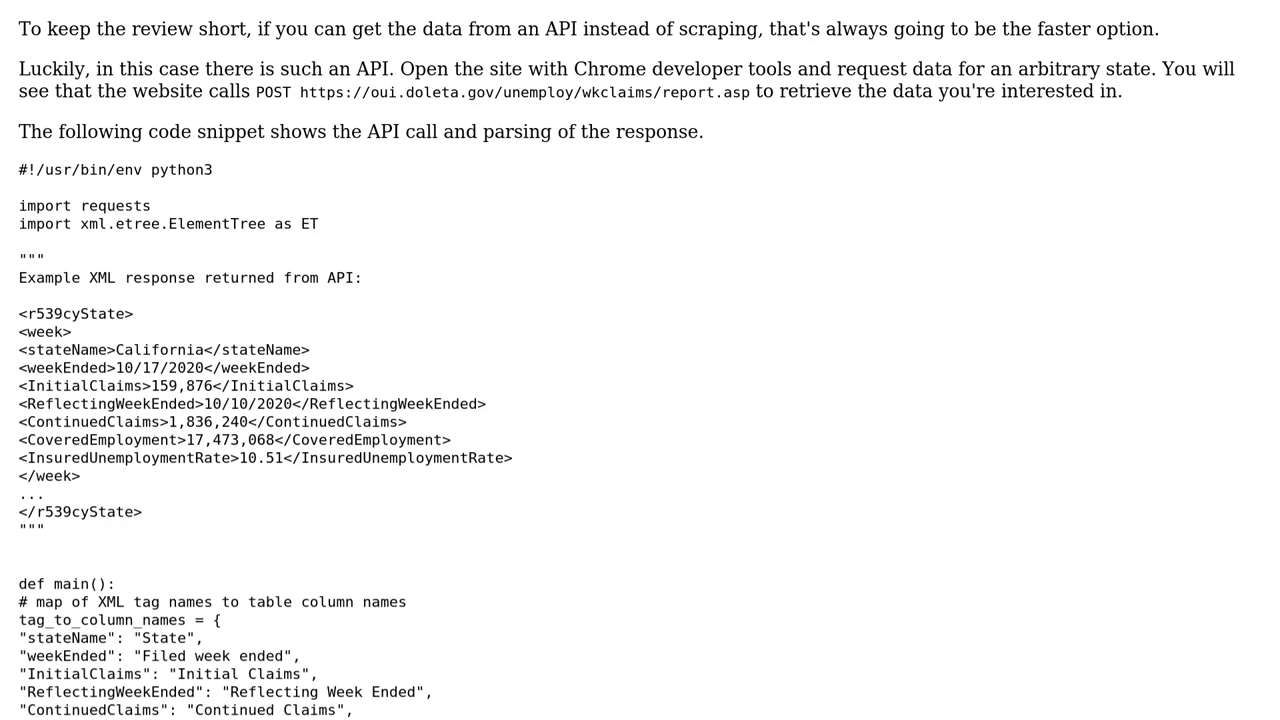 To keep the review short, if you can get the data from an API instead of scraping, that's always going to be the faster option.
Luckily, in this case there is such an API. Open the site with Chrome developer tools and request data for an arbitrary state. You will
see that the website calls POST https://oui.doleta.gov/unemploy/wkclaims/report.asp to retrieve the data you're interested in.
The following code snippet shows the API call and parsing of the response.
#!/usr/bin/env python3
import requests
import xml.etree.ElementTree as ET
"""
Example XML response returned from API:
<r539cyState>
<week>
<stateName>California</stateName>
<weekEnded>10/17/2020</weekEnded>
<InitialClaims>159,876</InitialClaims>
<ReflectingWeekEnded>10/10/2020</ReflectingWeekEnded>
<ContinuedClaims>1,836,240</ContinuedClaims>
<CoveredEmployment>17,473,068</CoveredEmployment>
<InsuredUnemploymentRate>10.51</InsuredUnemploymentRate>
</week>
...
</r539cyState>
"""
def main():
# map of XML tag names to table column names
tag_to_column_names = {
"stateName": "State",
"weekEnded": "Filed week ended",
"InitialClaims": "Initial Claims",
"ReflectingWeekEnded": "Reflecting Week Ended",
"ContinuedClaims": "Continued Claims",